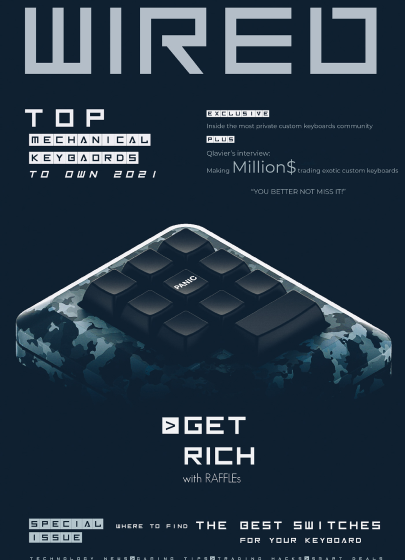 WIRED
TOP
MECHANICAL
KEYBAORDS
TO OWN 2021
EXCLUSIVE
Inside the most private custom keyboards community
PLUS
Qlavier's interview:
Making Million$ trading exotic custom keyboards
"YOU BETTER NOT MISS IT!"
PANIC
>GET
RICH
with RAFFLEs
SPECIAL
ISSUE
WHERE TO FIND THE BEST SWITCHES
FOR YOUR KEYBOARD
TECHNOLOGY NEWS GAMING TIPS TRADING HACKS SMART DEALS